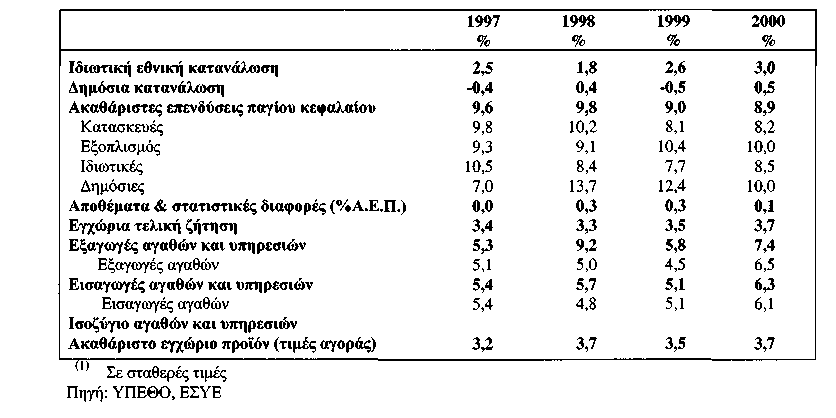 1997 1998 1999 2000
% % % %
Ιδιωτική εθνική κατανάλωση 2,5 1,8 2,6 3,0
Δημόσια κατανάλωση -0,4 0,4 -0,5 0,5
Ακαθάριστες επενδύσεις παγίου κεφαλαίου 9,6 9,8 9,0 8,9
Κατασκευές 9,8 10,2 8,1 8,2
Εξοπλισμός 9,3 9,1 10,4 10,0
Ιδιωτικές 10,5 8,4 7,7 8,5
Δημόσιες 7,0 13,7 12,4 10,0
Αποθέματα & στατιστικές διαφορές (%Α.Ε.Π.) 0,0 0,3 0,3 0,1
Εγχώρια τελική ζήτηση 3,4 3,3 3,5 3,7
Εξαγωγές αγαθών και υπηρεσιών 5,3 9,2 5,8 7,4
Εξαγωγές αγαθών 5,1 5,0 4,5 6,5
Εισαγωγές αγαθών και υπηρεσιών 5,4 5,7 5,1 6,3
Εισαγωγές αγαθών 5,4 4,8 5,1 6,1
Ισοζύγιο αγαθών και υπηρεσιών
Ακαθάριστο εγχώριο προϊόν (τιμές αγοράς) 3,2 3,7 3,5 3,7
(1) Σε σταθερές τιμές
Πηγή: ΥΠΕΘΟ, ΕΣΥΕ